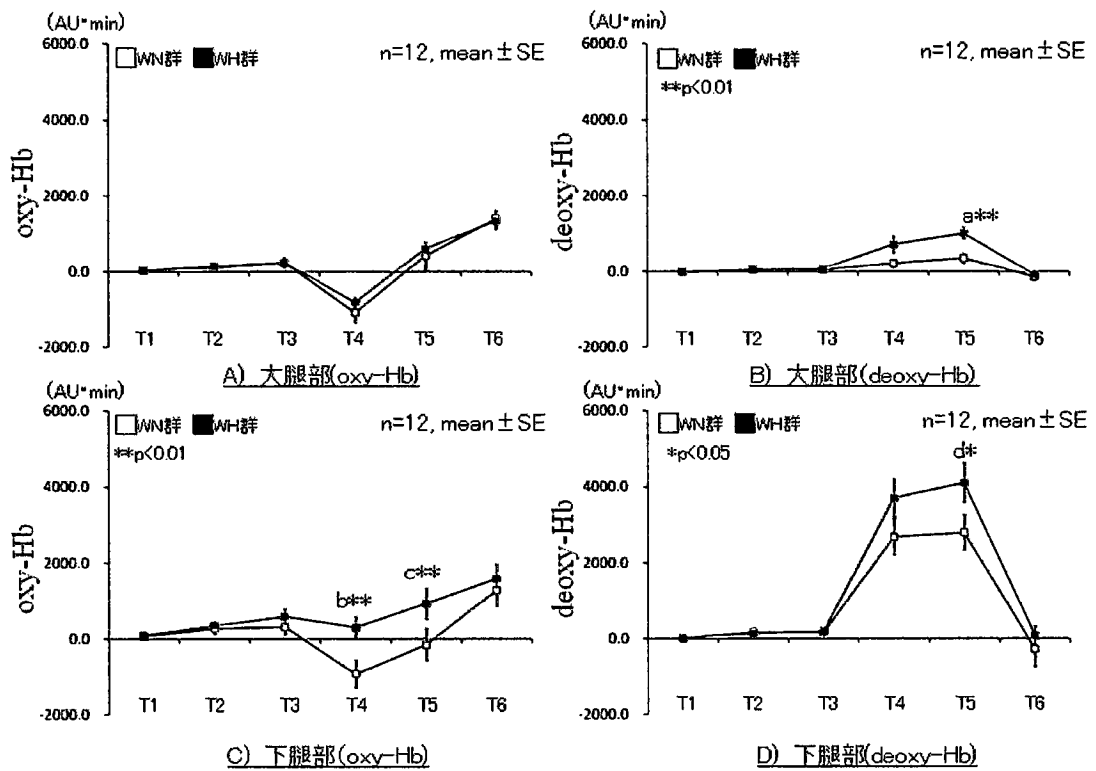 (AU*min)
6000.0
4000.0
2000.0
0.0
-2000.0
oxy-Hb
□WN群 ■WH群
n=12, mean±SE
T1 T2 T3 T4 T5 T6
A) 大腿部(oxy-Hb)
(AU*min)
6000.0
4000.0
2000.0
0.0
-2000.0
deoxy-Hb
□WN群 ■WH群
n=12, mean±SE
**p<0.01
a**
T1 T2 T3 T4 T5 T6
B) 大腿部(deoxy-Hb)
(AU*min)
6000.0
4000.0
2000.0
0.0
-2000.0
oxy-Hb
□WN群 ■WH群
n=12, mean±SE
**p<0.01
b**
c**
T1 T2 T3 T4 T5 T6
C) 下腿部(oxy-Hb)
(AU*min)
6000.0
4000.0
2000.0
0.0
-2000.0
deoxy-Hb
□WN群 ■WH群
n=12, mean±SE
*p<0.05
d*
T1 T2 T3 T4 T5 T6
D) 下腿部(deoxy-Hb)